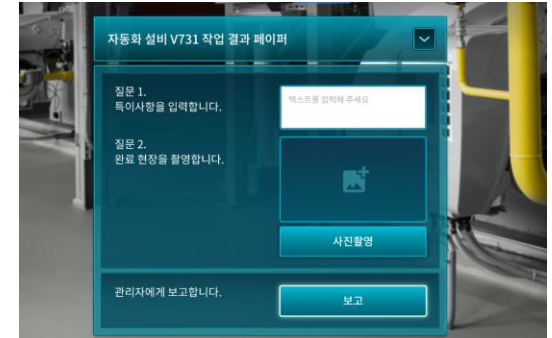 자동화 설비 V731 작업 결과 페이퍼
질문 1.
특이사항을 입력합니다.
텍스트를 입력해 주세요
질문 2.
완료 현장을 촬영합니다.
사진촬영
관리자에게 보고합니다.
보고